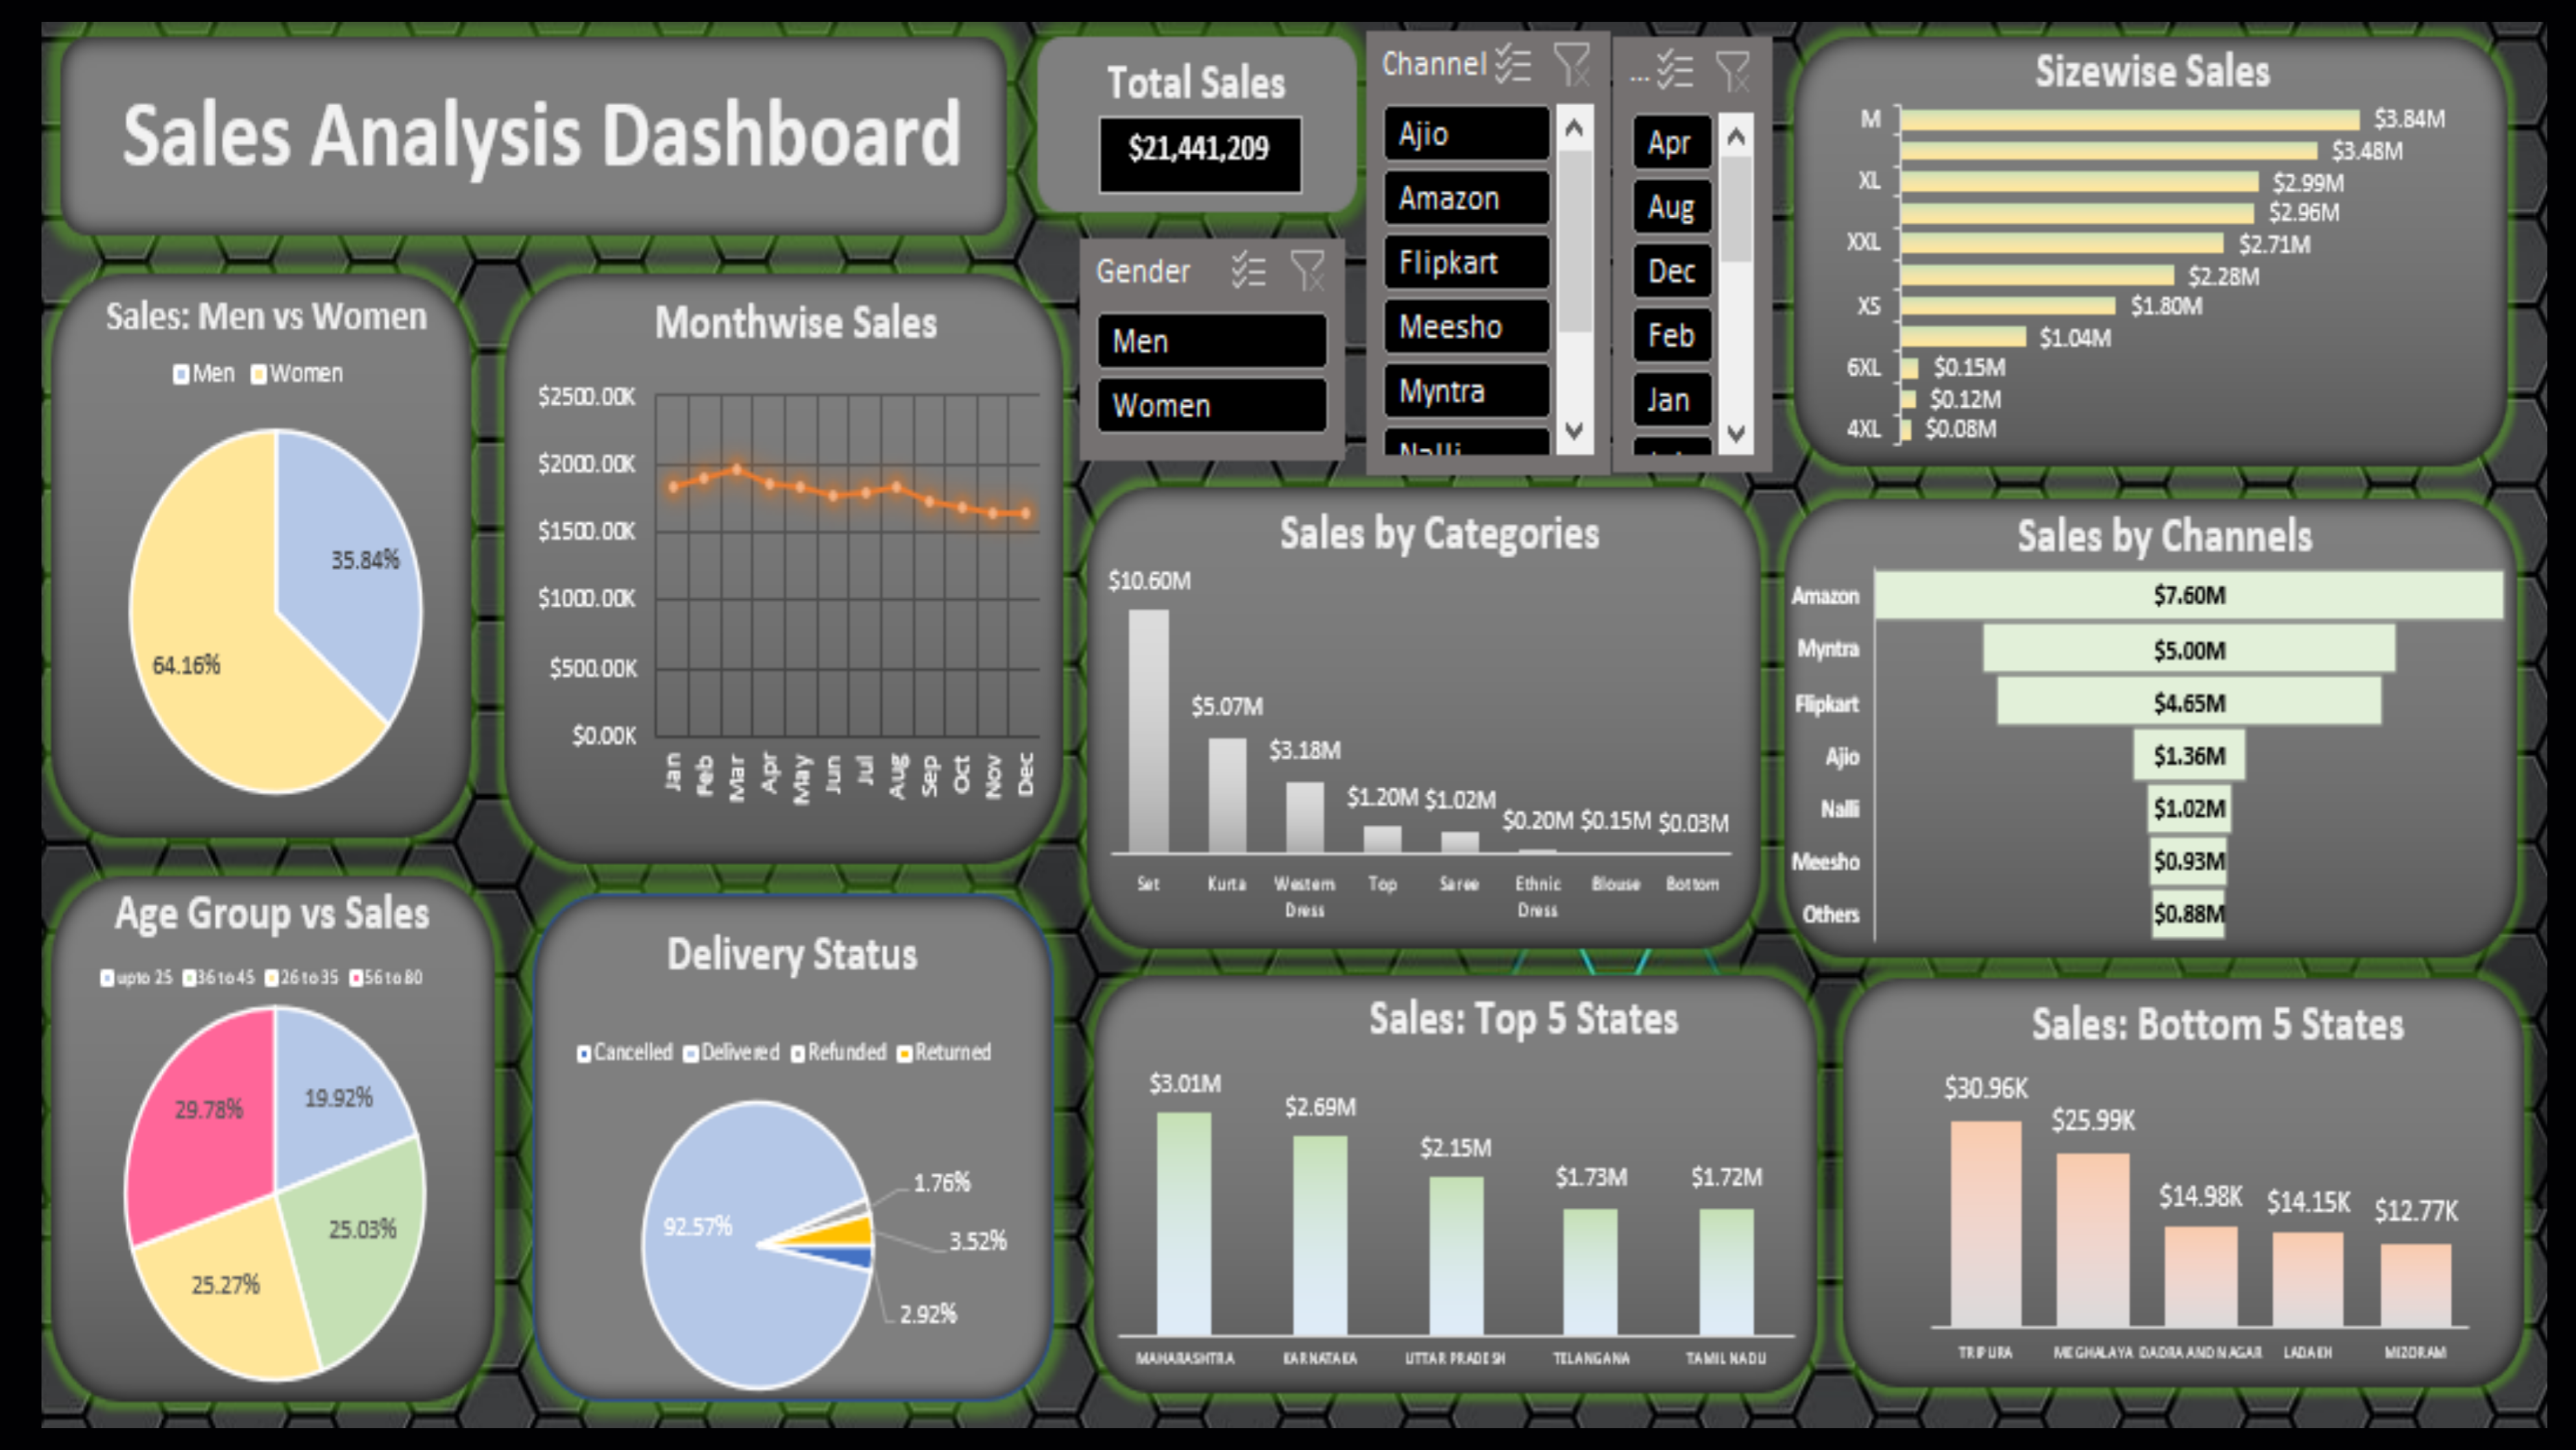 Sales Analysis Dashboard
Total Sales
$21,441,209
Channel
Ajio
Amazon
Flipkart
Meesho
Myntra
Nalli
...
Apr
Aug
Dec
Feb
Jan
Gender
Men
Women
Sizewise Sales
M $3.84M
$3.48M
XL $2.99M
$2.96M
XXL $2.71M
$2.28M
XS $1.80M
$1.04M
6XL $0.15M
$0.12M
4XL $0.08M
Sales: Men vs Women
Men Women
35.84%
64.16%
Monthwise Sales
$2500.00K
$2000.00K
$1500.00K
$1000.00K
$500.00K
$0.00K
Jan Feb Mar Apr May Jun Jul Aug Sep Oct Nov Dec
Sales by Categories
$10.60M
$5.07M
$3.18M
$1.20M $1.02M
$0.20M $0.15M $0.03M
Set Kurta Western Top Saree Ethnic Blouse Bottom
Dress Dress
Sales by Channels
Amazon $7.60M
Myntra $5.00M
Flipkart $4.65M
Ajio $1.36M
Nalli $1.02M
Meesho $0.93M
Others $0.88M
Age Group vs Sales
upto 25 36 to 45 26 to 35 56 to 80
29.78% 19.92%
25.03%
25.27%
Delivery Status
Cancelled Delivered Refunded Returned
1.76%
92.57%
3.52%
2.92%
Sales: Top 5 States
$3.01M
$2.69M
$2.15M
$1.73M $1.72M
MAHARASHTRA KARNATAKA UTTAR PRADESH TELANGANA TAMIL NADU
Sales: Bottom 5 States
$30.96K
$25.99K
$14.98K $14.15K $12.77K
TRIPURA MEGHALAYA DADRA AND NAGAR LADAKH MIZORAM